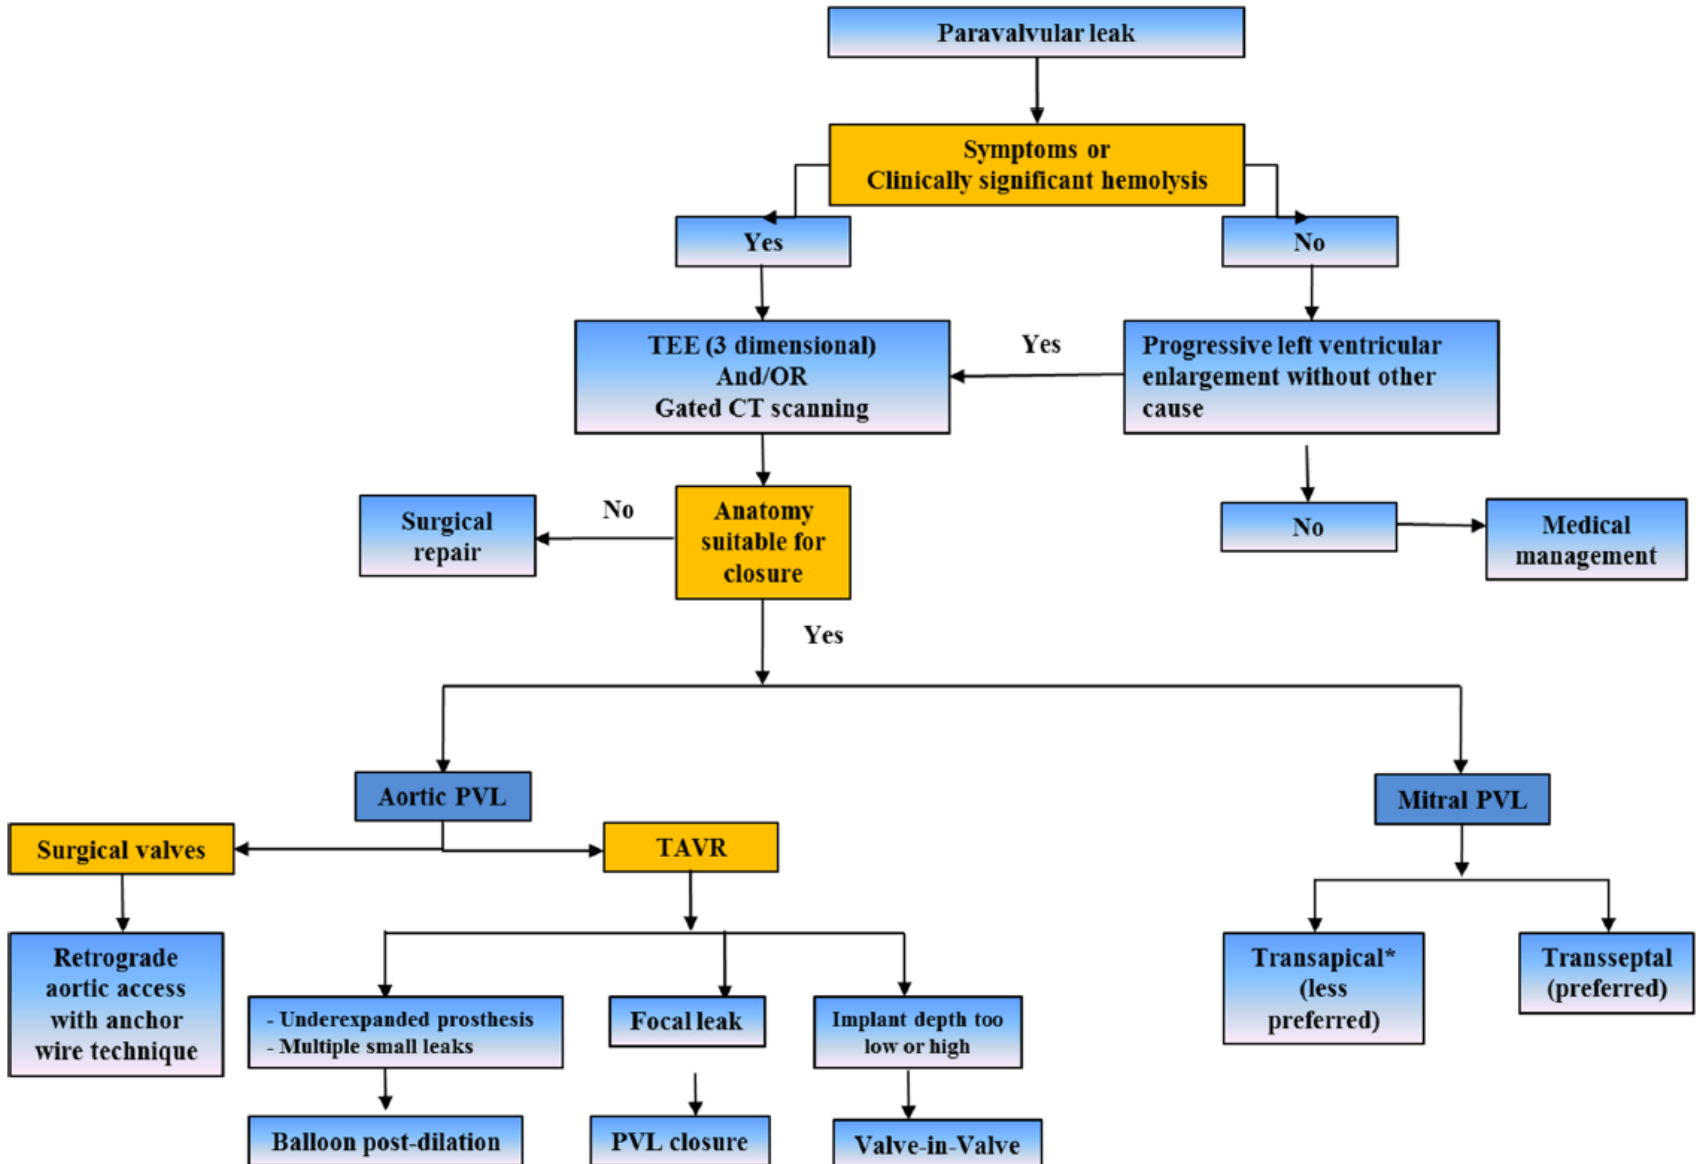 Paravalvular leak
Symptoms or
Clinically significant hemolysis
Yes
No
TEE (3 dimensional)
And/OR
Gated CT scanning
Yes
Progressive left ventricular
enlargement without other
cause
Surgical
repair
No
Anatomy
suitable for
closure
No
Medical
management
Yes
Aortic PVL
Mitral PVL
Surgical valves
TAVR
Retrograde
aortic access
with anchor
wire technique
- Underexpanded prosthesis
- Multiple small leaks
Focal leak
Implant depth too
low or high
Transapical*
(less
preferred)
Transseptal
(preferred)
Balloon post-dilation
PVL closure
Valve-in-Valve